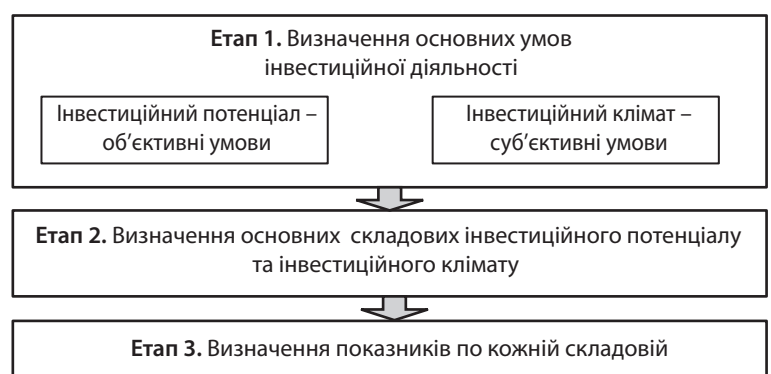 Етап 1. Визначення основних умов
інвестиційної діяльності
Інвестиційний потенціал –
об’єктивні умови
Інвестиційний клімат –
суб’єктивні умови
Етап 2. Визначення основних складових інвестиційного потенціалу
та інвестиційного клімату
Етап 3. Визначення показників по кожній складовій